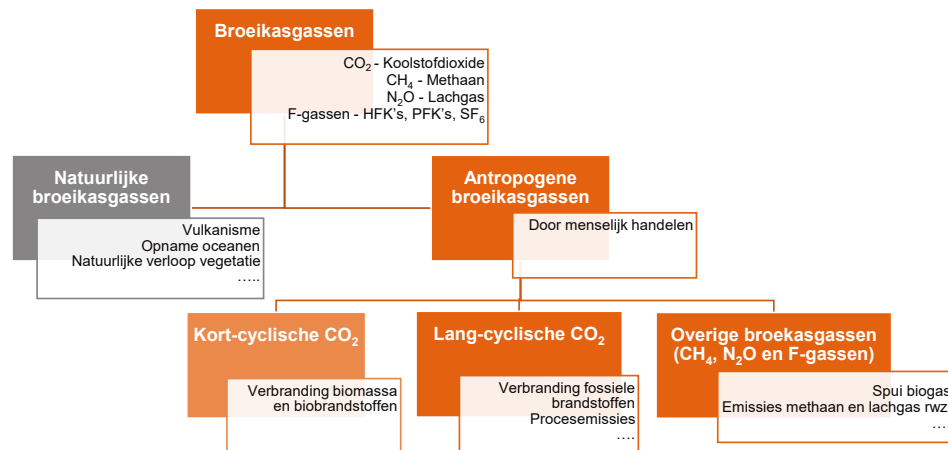 Broeikasgassen
CO₂ - Koolstofdioxide
CH₄ - Methaan
N₂O - Lachgas
F-gassen - HFK's, PFK's, SF₆
Natuurlijke
broeikasgassen
Vulkanisme
Opname oceanen
Natuurlijke verloop vegetatie
…..
Antropogene
broeikasgassen
Door menselijk handelen
Kort-cyclische CO₂
Verbranding biomassa
en biobrandstoffen
Lang-cyclische CO₂
Verbranding fossiele
brandstoffen
Procesemissies
….
Overige broekasgassen
(CH₄, N₂O en F-gassen)
Spui biogas
Emissies methaan en lachgas rwzi
….